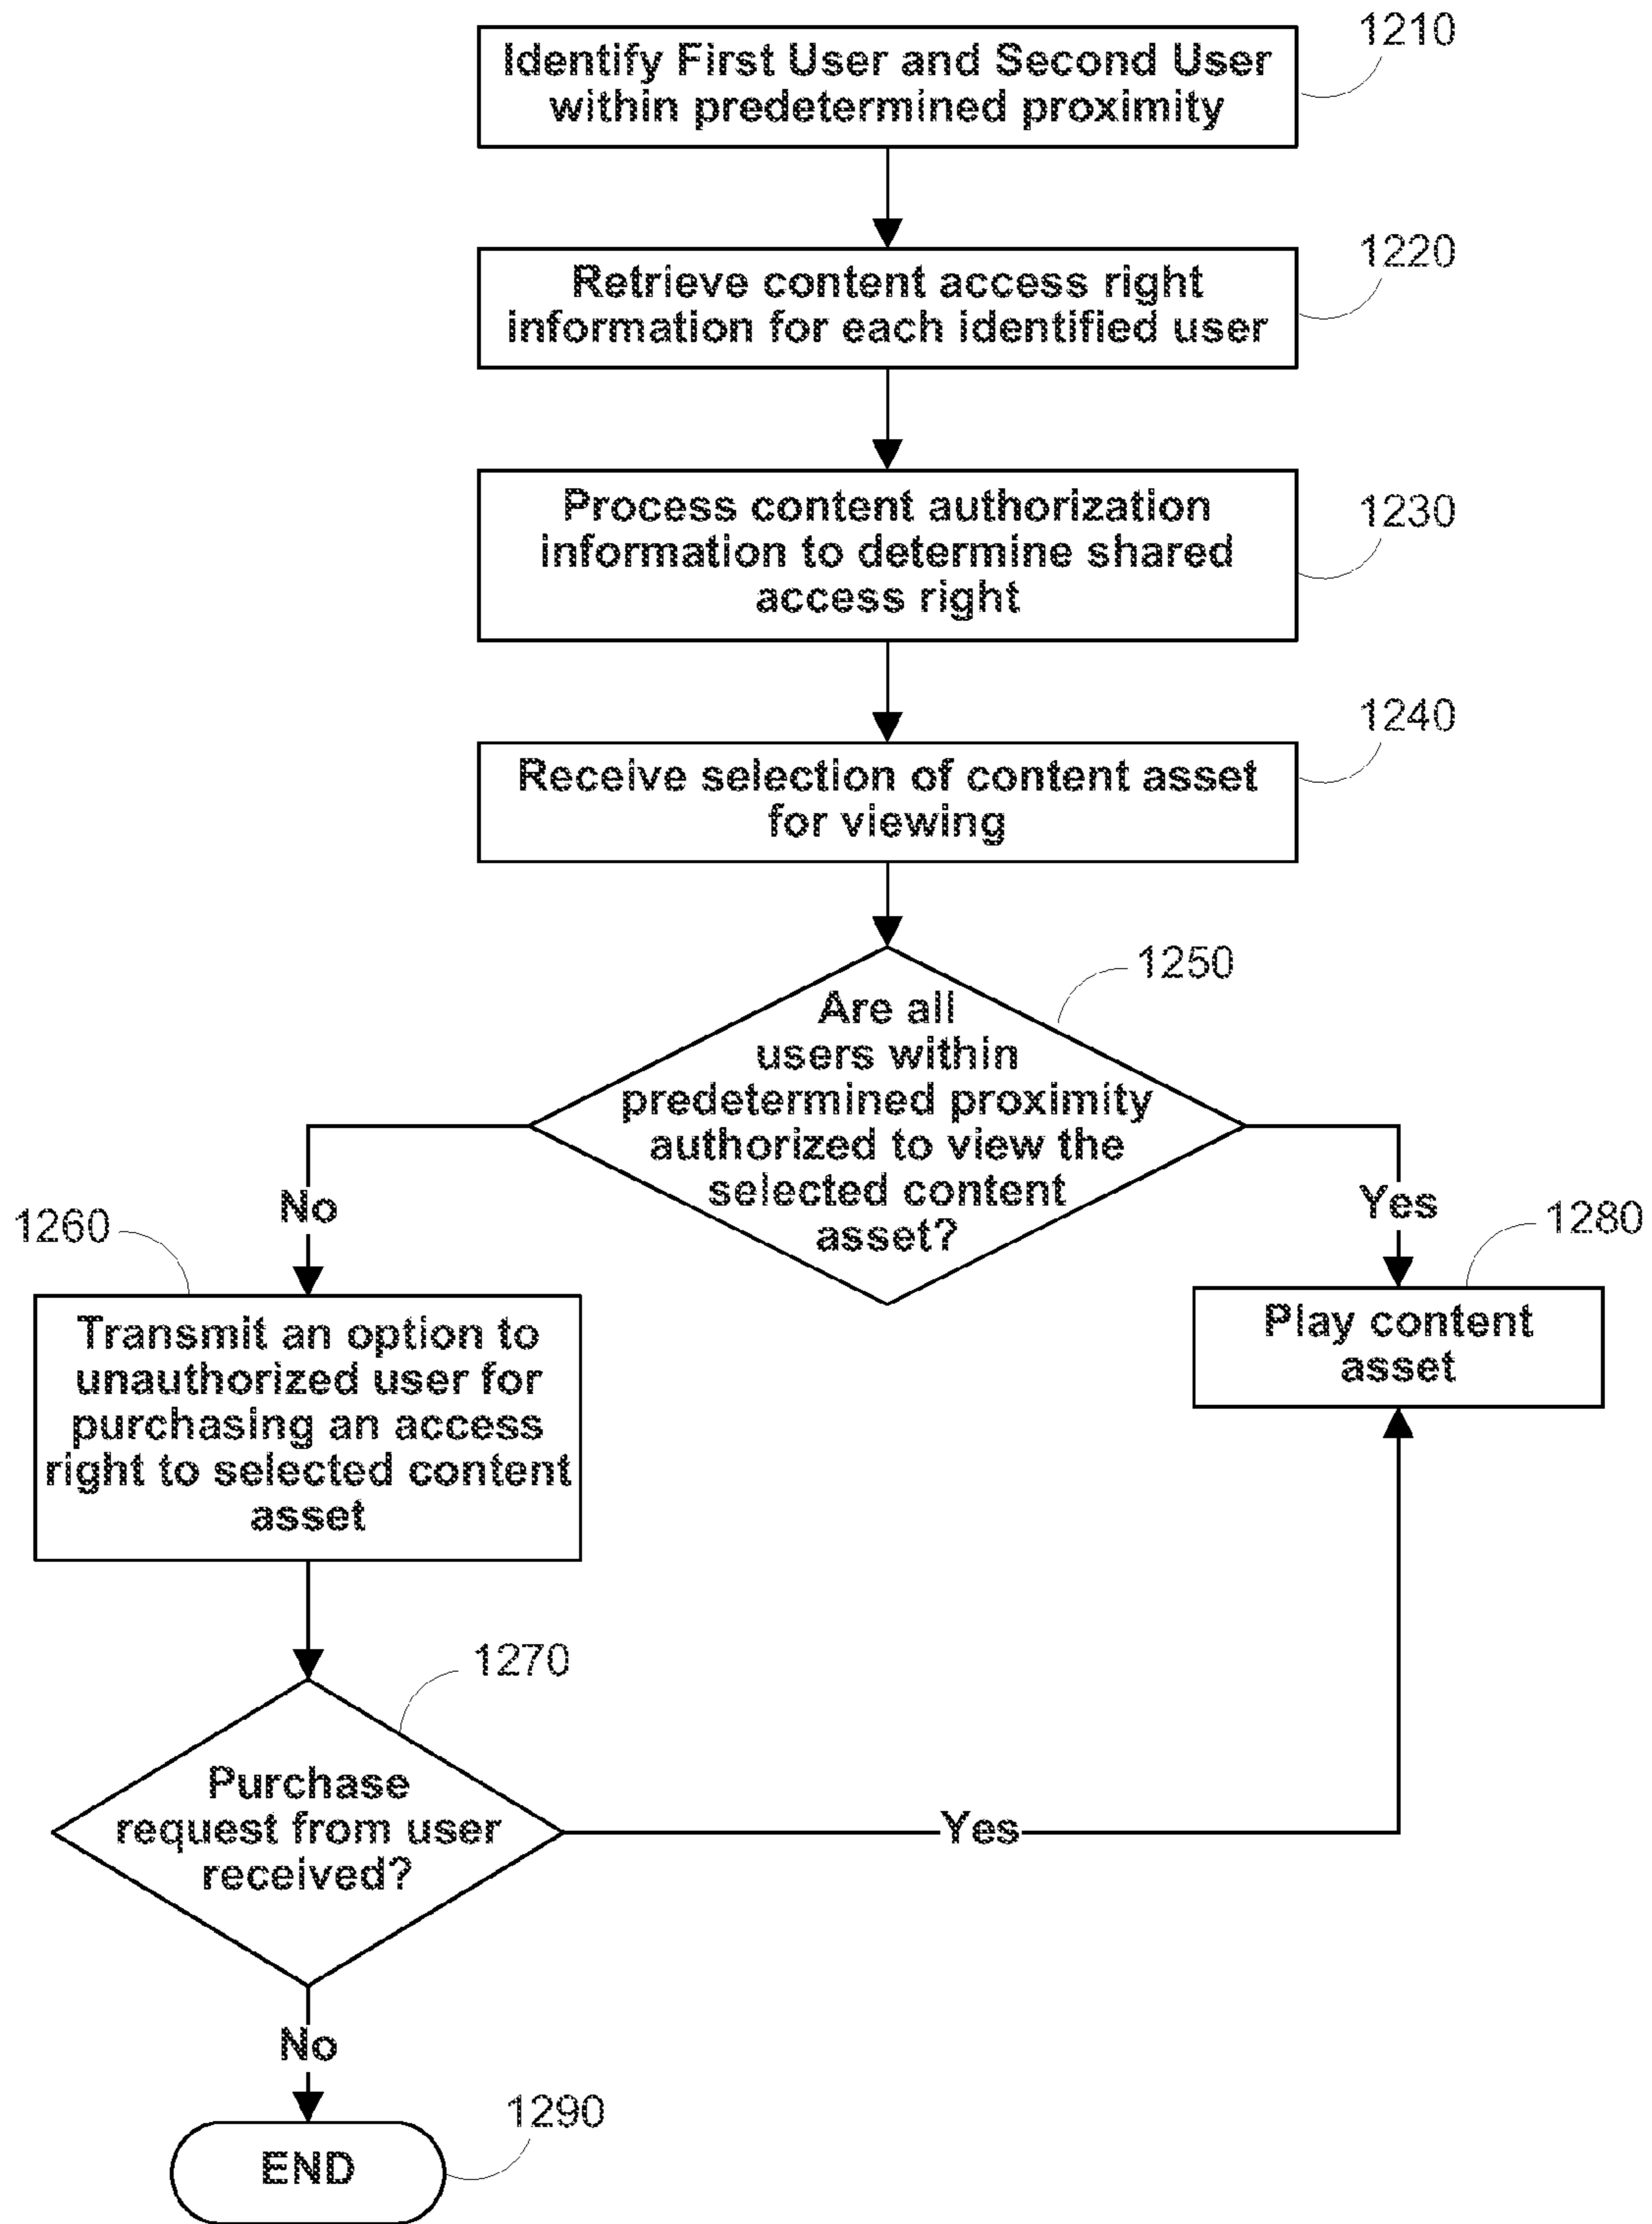 Identify First User and Second User
within predetermined proximity
1210
Retrieve content access right
information for each identified user
1220
Process content authorization
information to determine shared
access right
1230
Receive selection of content asset
for viewing
1240
Are all
users within
predetermined proximity
authorized to view the
selected content
asset?
1250
No
Yes
1260
Transmit an option to
unauthorized user for
purchasing an access
right to selected content
asset
1280
Play content
asset
1270
Purchase
request from user
received?
Yes
No
1290
END